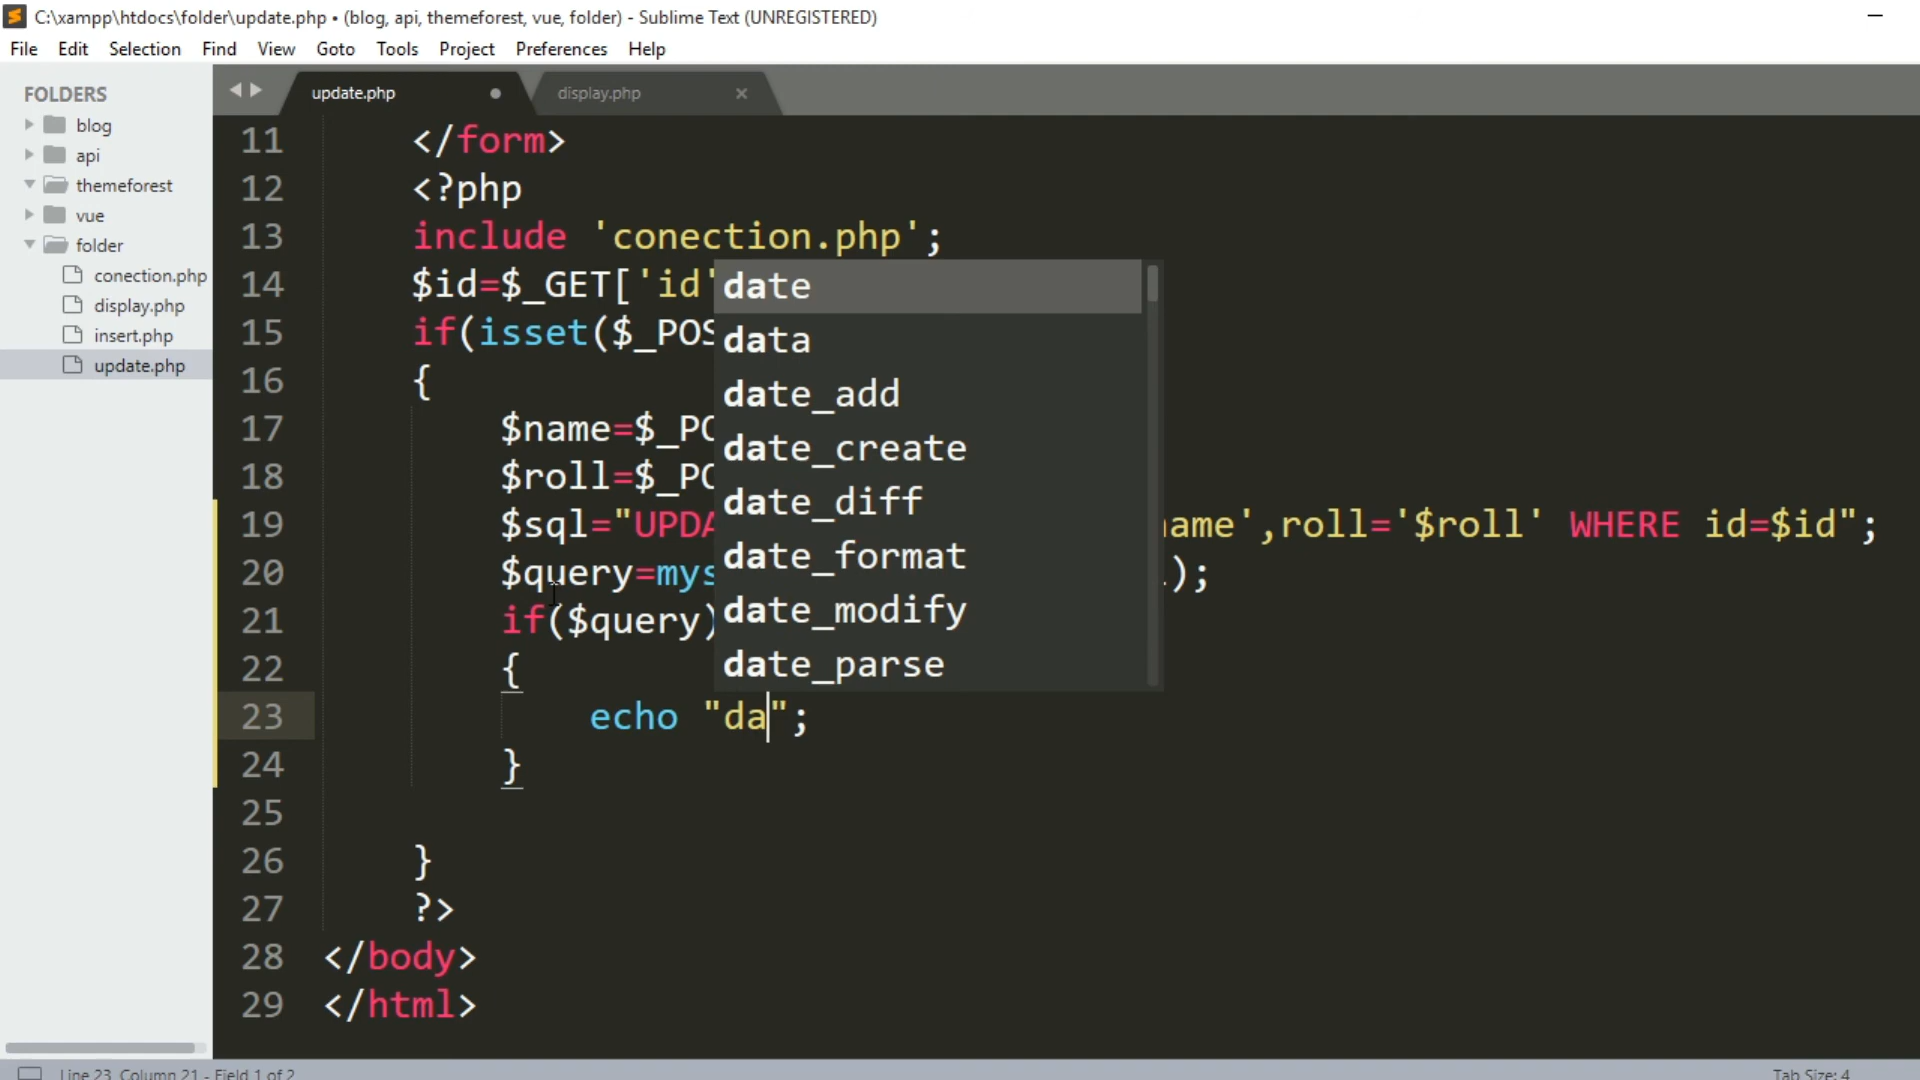 C:\xampp\htdocs\folder\update.php • (blog, api, themeforest, vue, folder) - Sublime Text (UNREGISTERED)
File Edit Selection Find View Goto Tools Project Preferences Help
FOLDERS
blog
api
themeforest
vue
folder
conection.php
display.php
insert.php
update.php
update.php display.php
11 </form>
12 <?php
13 include 'conection.php';
14 $id=$_GET['id'
15 if(isset($_POS
16 {
17 $name=$_PO
18 $roll=$_PO
19 $sql="UPDA ame',roll='$roll' WHERE id=$id";
20 $query=mys );
21 if($query)
22 {
23 echo "da";
24 }
25
26 }
27 ?>
28 </body>
29 </html>
date
data
date_add
date_create
date_diff
date_format
date_modify
date_parse
Line 23, Column 21 - Field 1 of 2 Tab Size: 4